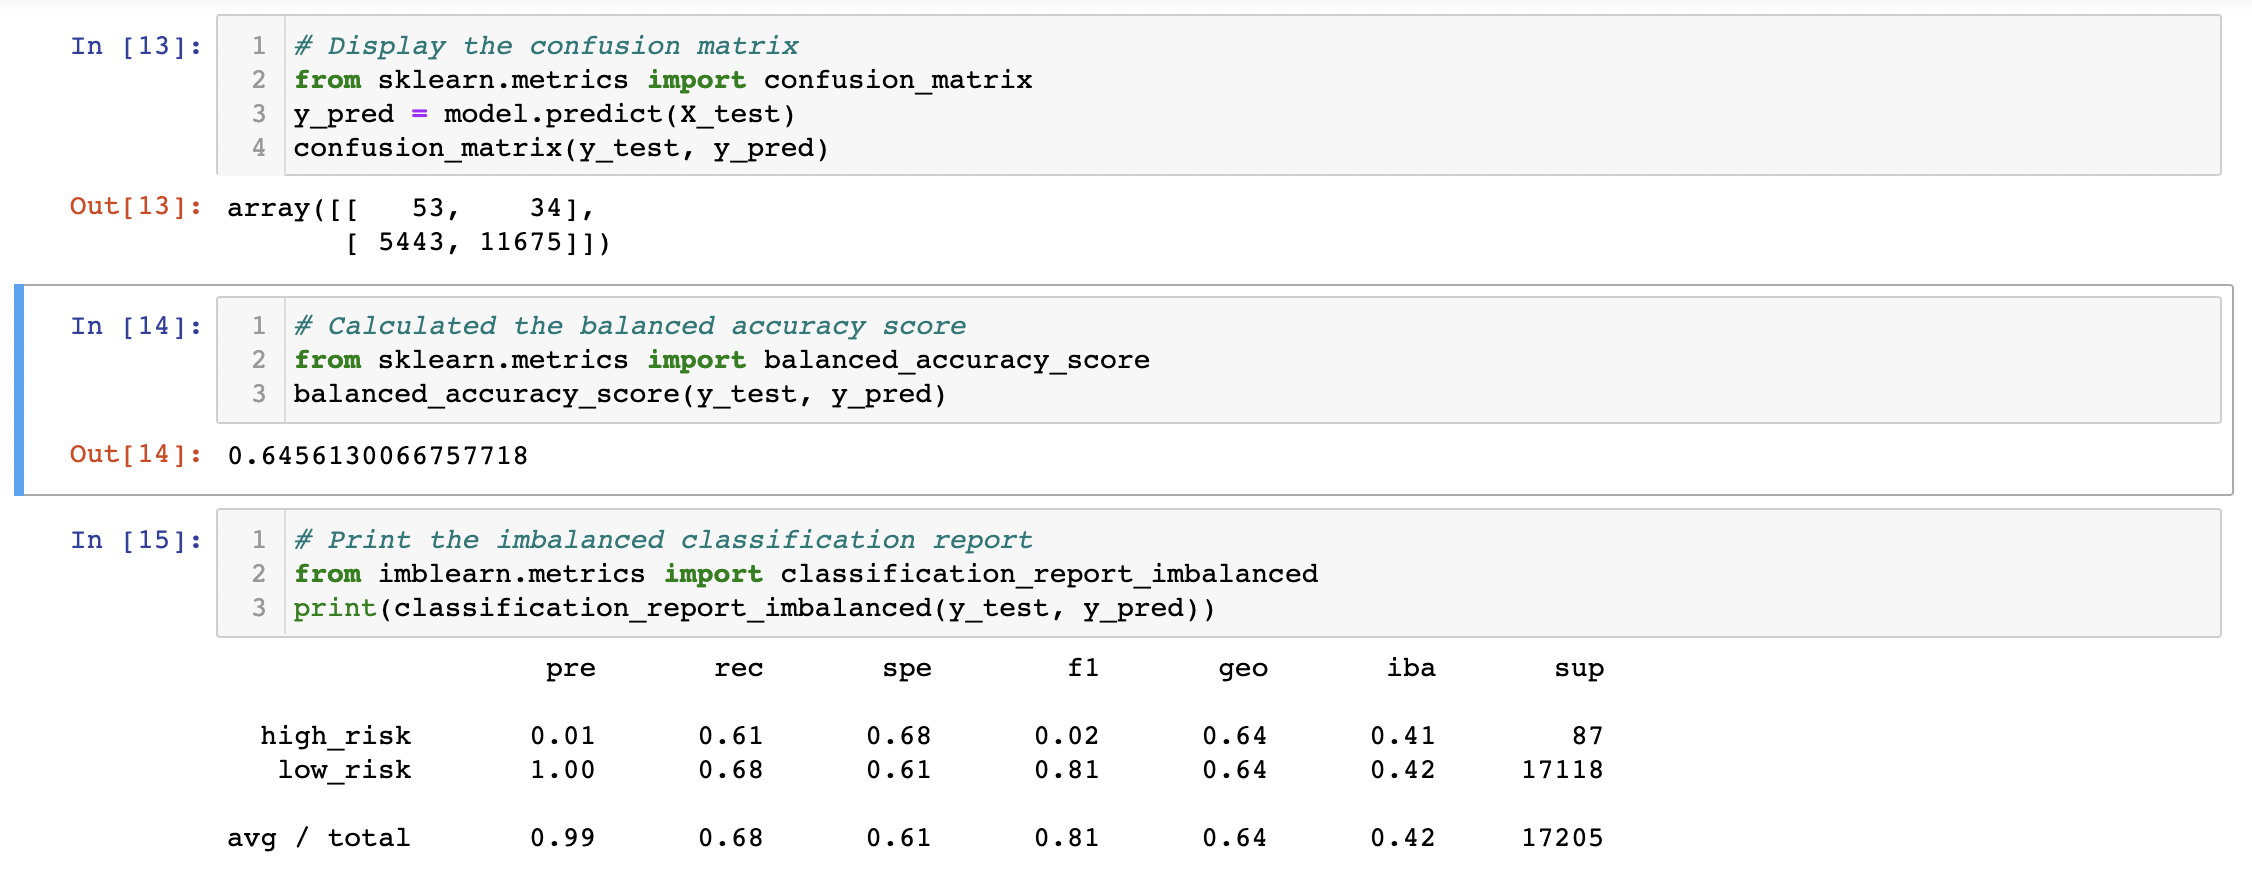 In [13]:
1 # Display the confusion matrix
2 from sklearn.metrics import confusion_matrix
3 y_pred = model.predict(X_test)
4 confusion_matrix(y_test, y_pred)
Out[13]: array([[   53,    34],
       [ 5443, 11675]])
In [14]:
1 # Calculated the balanced accuracy score
2 from sklearn.metrics import balanced_accuracy_score
3 balanced_accuracy_score(y_test, y_pred)
Out[14]: 0.6456130066757718
In [15]:
1 # Print the imbalanced classification report
2 from imblearn.metrics import classification_report_imbalanced
3 print(classification_report_imbalanced(y_test, y_pred))
pre rec spe f1 geo iba sup
high_risk 0.01 0.61 0.68 0.02 0.64 0.41 87
low_risk 1.00 0.68 0.61 0.81 0.64 0.42 17118
avg / total 0.99 0.68 0.61 0.81 0.64 0.42 17205